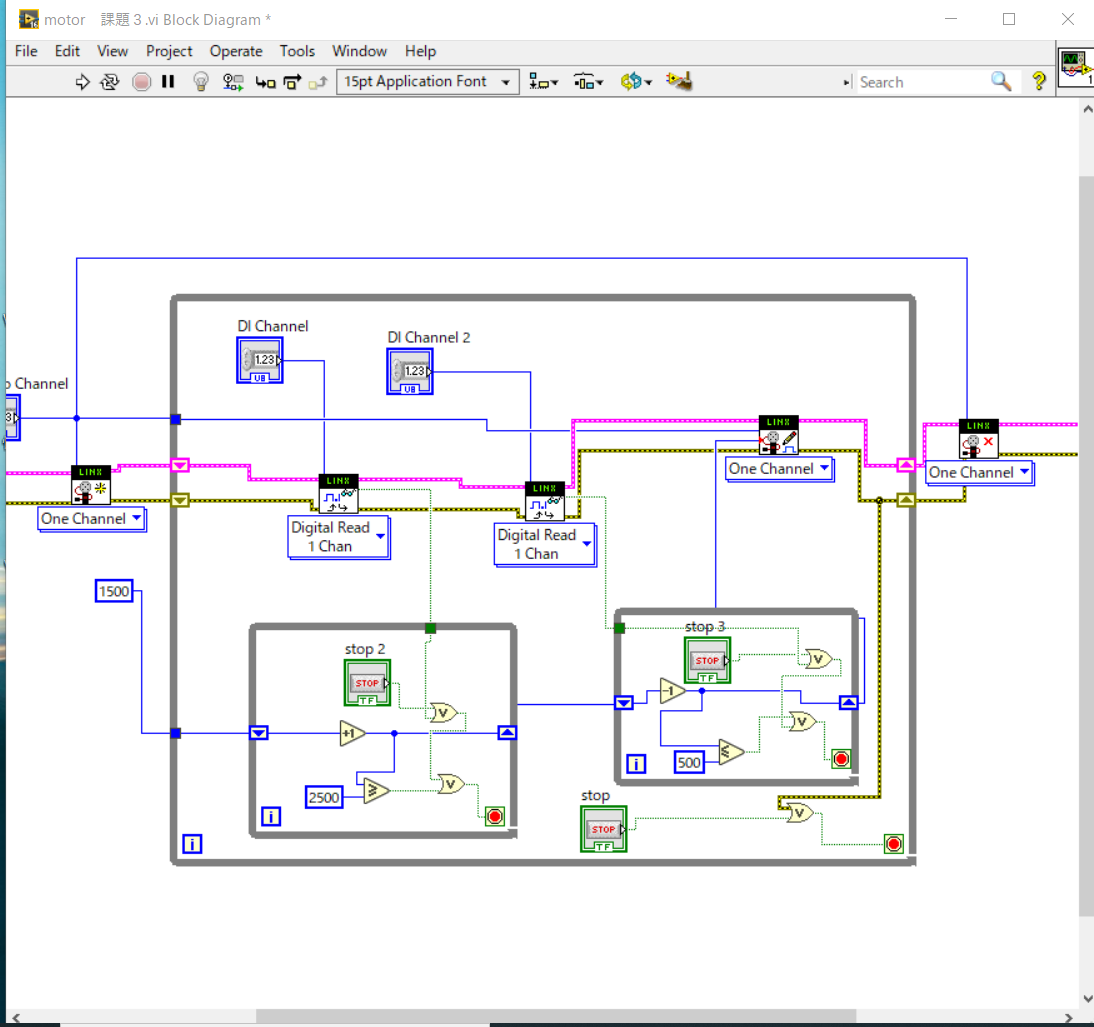 motor 課題３.vi Block Diagram *
File Edit View Project Operate Tools Window Help
15pt Application Font
Search
1
DI Channel
1.23
U8
DI Channel 2
1.23
U8
o Channel
3
LINX
One Channel
LINX
Digital Read
1 Chan
LINX
Digital Read
1 Chan
LINX
One Channel
LINX
One Channel
1500
stop 2
STOP
TF
+1
2500
≥
V
V
i
stop 3
STOP
TF
-1
500
≤
V
V
i
stop
STOP
TF
V
i